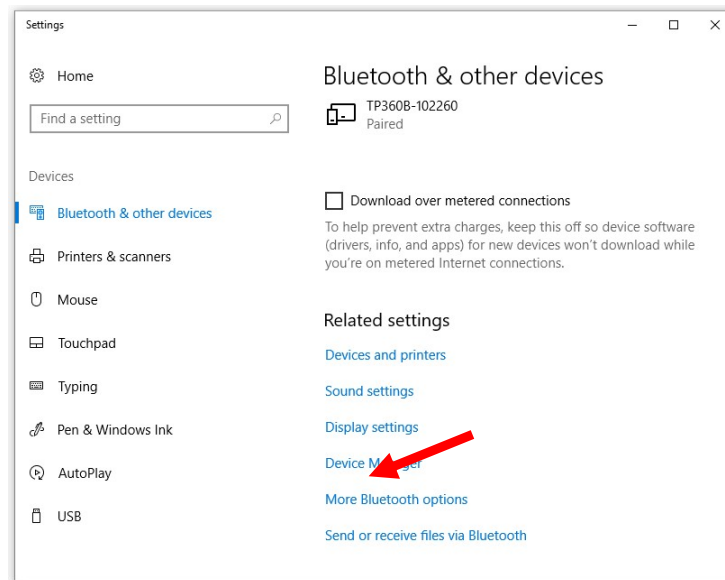 Settings
Home
Find a setting
Devices
Bluetooth & other devices
Printers & scanners
Mouse
Touchpad
Typing
Pen & Windows Ink
AutoPlay
USB
Bluetooth & other devices
TP360B-102260
Paired
Download over metered connections
To help prevent extra charges, keep this off so device software
(drivers, info, and apps) for new devices won't download while
you're on metered Internet connections.
Related settings
Devices and printers
Sound settings
Display settings
Device Manager
More Bluetooth options
Send or receive files via Bluetooth